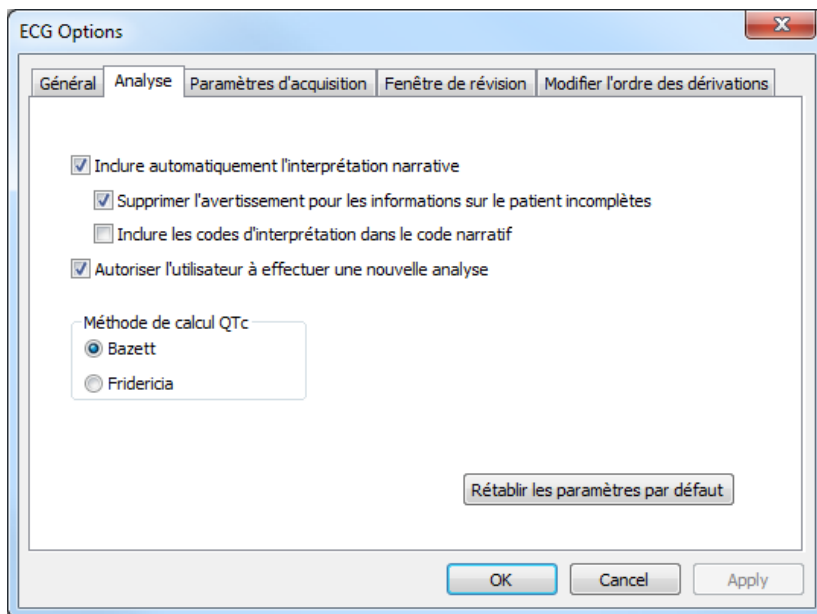 ECG Options
Général Analyse Paramètres d'acquisition Fenêtre de révision Modifier l'ordre des dérivations
Inclure automatiquement l'interprétation narrative
Supprimer l'avertissement pour les informations sur le patient incomplètes
Inclure les codes d'interprétation dans le code narratif
Autoriser l'utilisateur à effectuer une nouvelle analyse
Méthode de calcul QTc
Bazett
Fridericia
Rétablir les paramètres par défaut
OK Cancel Apply